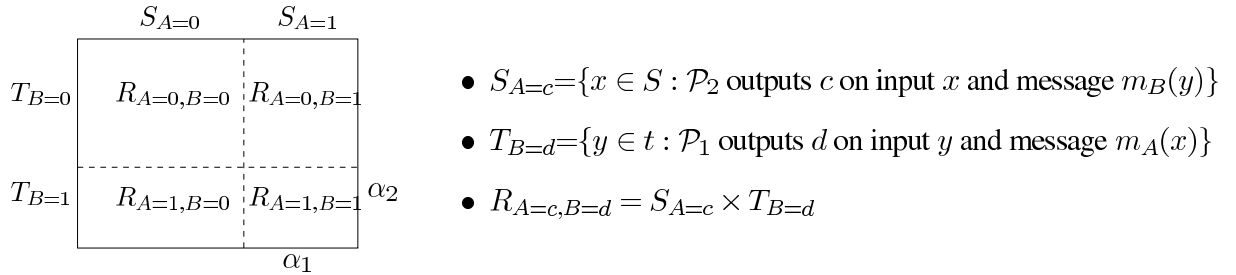 S_{A=0} S_{A=1}
T_{B=0} R_{A=0,B=0} R_{A=0,B=1}
T_{B=1} R_{A=1,B=0} R_{A=1,B=1} α_2
α_1
• S_{A=c}={x ∈ S : 𝒫_2 outputs c on input x and message m_B(y)}
• T_{B=d}={y ∈ t : 𝒫_1 outputs d on input y and message m_A(x)}
• R_{A=c,B=d} = S_{A=c} × T_{B=d}